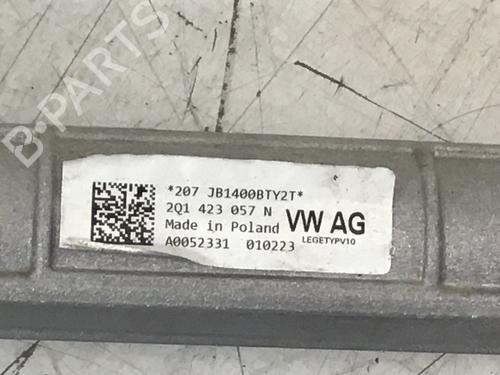 B-PARTS
*207 JB1400BTY2T*
2Q1 423 057 N
Made in Poland
A0052331 010223
VW AG
LEGETYPV10